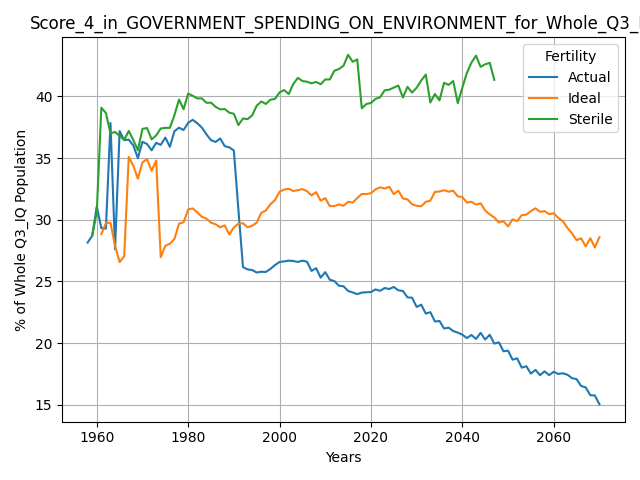 Score_4_in_GOVERNMENT_SPENDING_ON_ENVIRONMENT_for_Whole_Q3_
Fertility
Actual
Ideal
Sterile
% of Whole Q3_IQ Population
40
35
30
25
20
15
1960
1980
2000
2020
2040
2060
Years